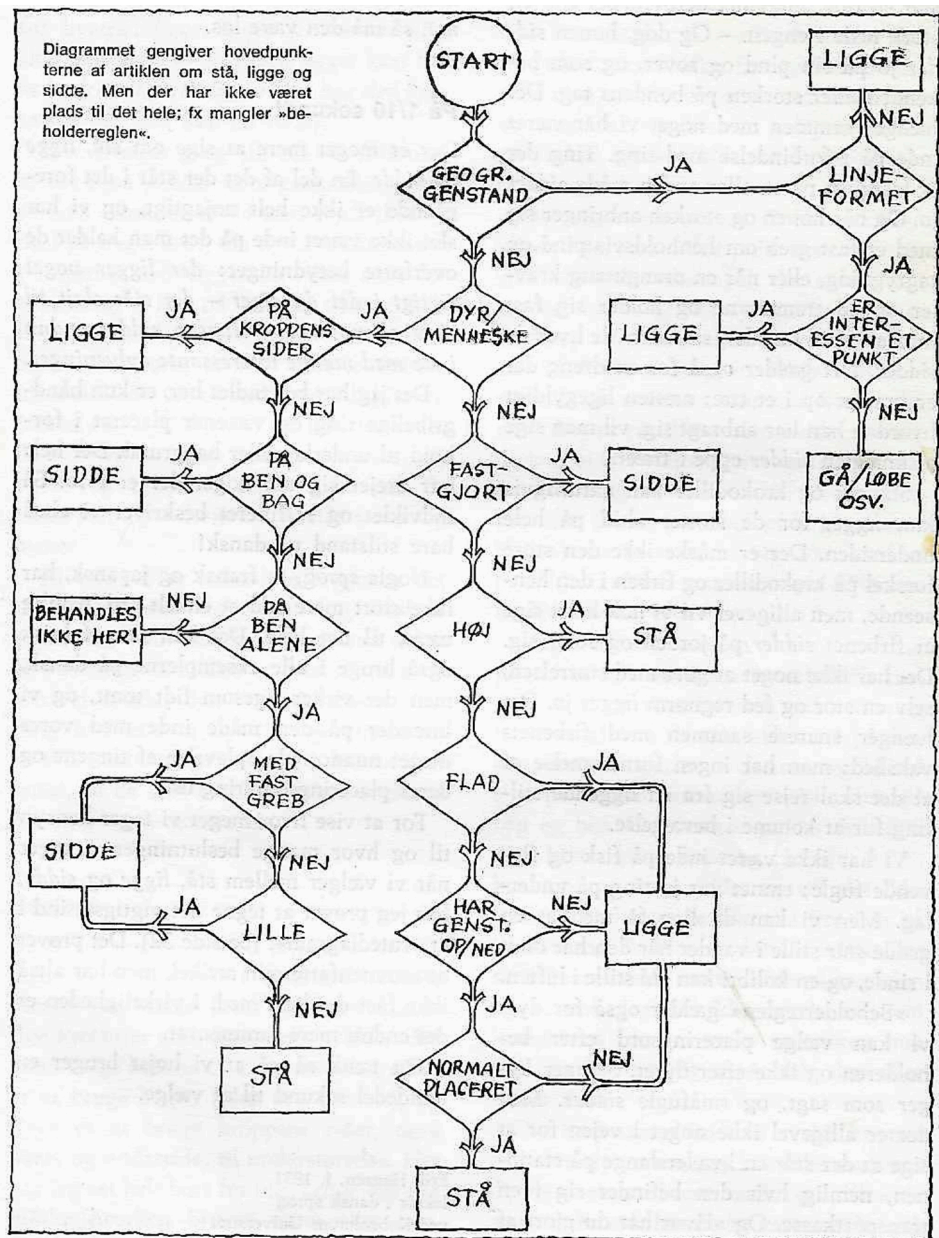 Diagrammet gengiver hovedpunk-
terne af artiklen om stå, ligge og
sidde. Men der har ikke været
plads til det hele; fx mangler »be-
holderreglen«.
START
LIGGE
NEJ
JA
GEOGR.
GENSTAND
LINJE-
FORMET
NEJ
JA
LIGGE
JA
PÅ
KROPPENS
SIDER
JA
DYR/
MENNESKE
LIGGE
JA
ER
INTER-
ESSEN ET
PUNKT
NEJ
NEJ
NEJ
SIDDE
JA
PÅ
BEN OG
BAG
FAST-
GJORT
JA
SIDDE
GÅ/LØBE
OSV.
NEJ
NEJ
BEHANDLES
IKKE HER!
NEJ
PÅ
BEN
ALENE
HØJ
JA
STÅ
JA
NEJ
JA
MED
FAST
GREB
FLAD
JA
SIDDE
NEJ
NEJ
JA
LILLE
HAR
GENST.
OP/NED
NEJ
LIGGE
NEJ
JA
STÅ
NORMALT
PLACERET
NEJ
JA
STÅ